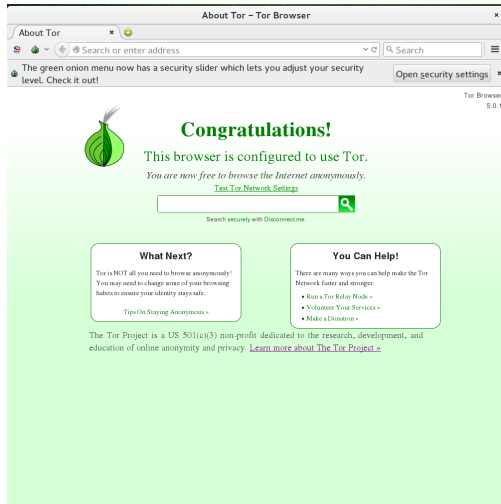 About Tor – Tor Browser
About Tor
Search or enter address
Search
The green onion menu now has a security slider which lets you adjust your security
level. Check it out!
Open security settings
Tor Browser
5.0.1
Congratulations!
This browser is configured to use Tor.
You are now free to browse the Internet anonymously.
Test Tor Network Settings
Search securely with Disconnect.me.
What Next?
Tor is NOT all you need to browse anonymously!
You may need to change some of your browsing
habits to ensure your identity stays safe.
Tips On Staying Anonymous »
You Can Help!
There are many ways you can help make the Tor
Network faster and stronger:
• Run a Tor Relay Node »
• Volunteer Your Services »
• Make a Donation »
The Tor Project is a US 501(c)(3) non-profit dedicated to the research, development, and
education of online anonymity and privacy. Learn more about The Tor Project »